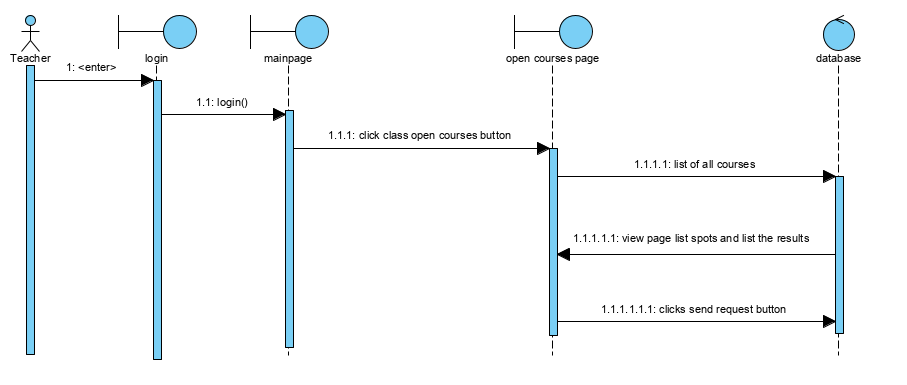 Teacher
login
mainpage
open courses page
database
1: <enter>
1.1: login()
1.1.1: click class open courses button
1.1.1.1: list of all courses
1.1.1.1.1: view page list spots and list the results
1.1.1.1.1.1: clicks send request button